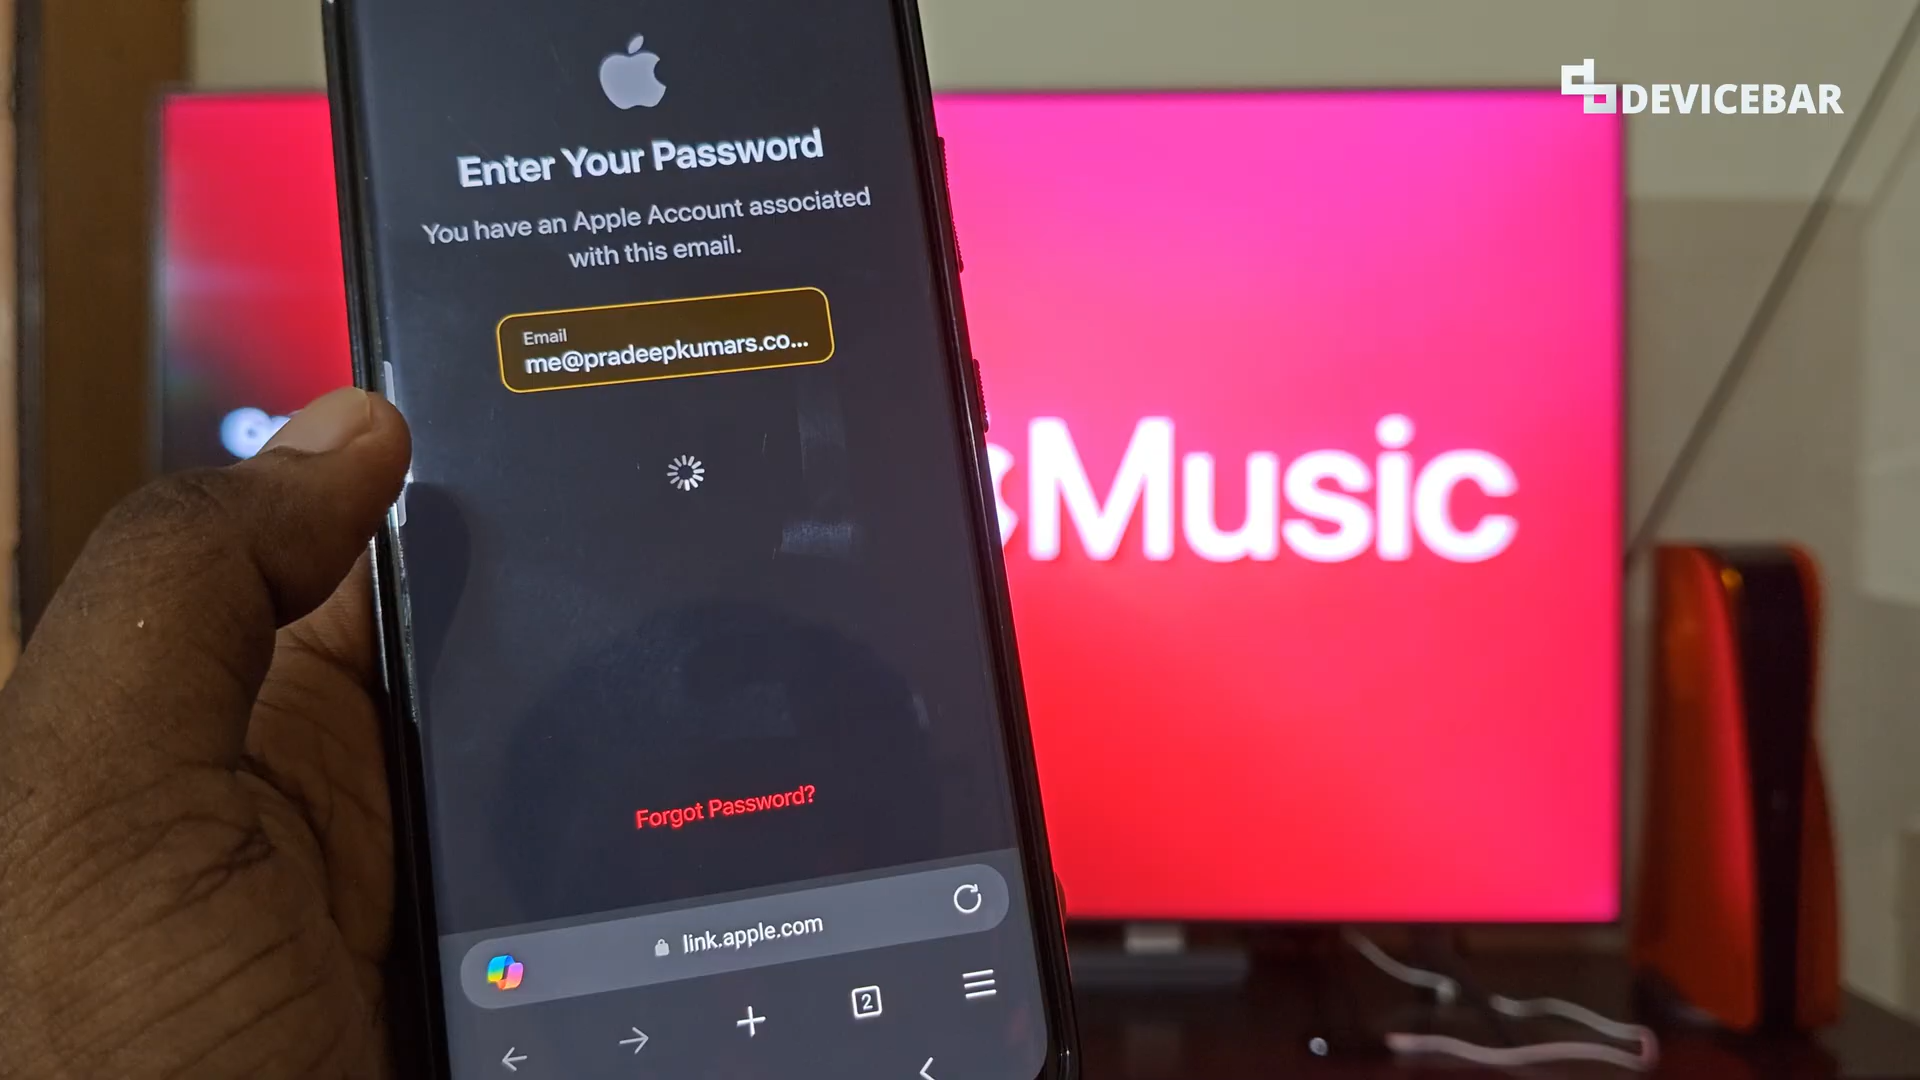 DEVICEBAR
Enter Your Password
You have an Apple Account associated
with this email.
Email
me@pradeepkumars.co...
Music
Forgot Password?
link.apple.com
2